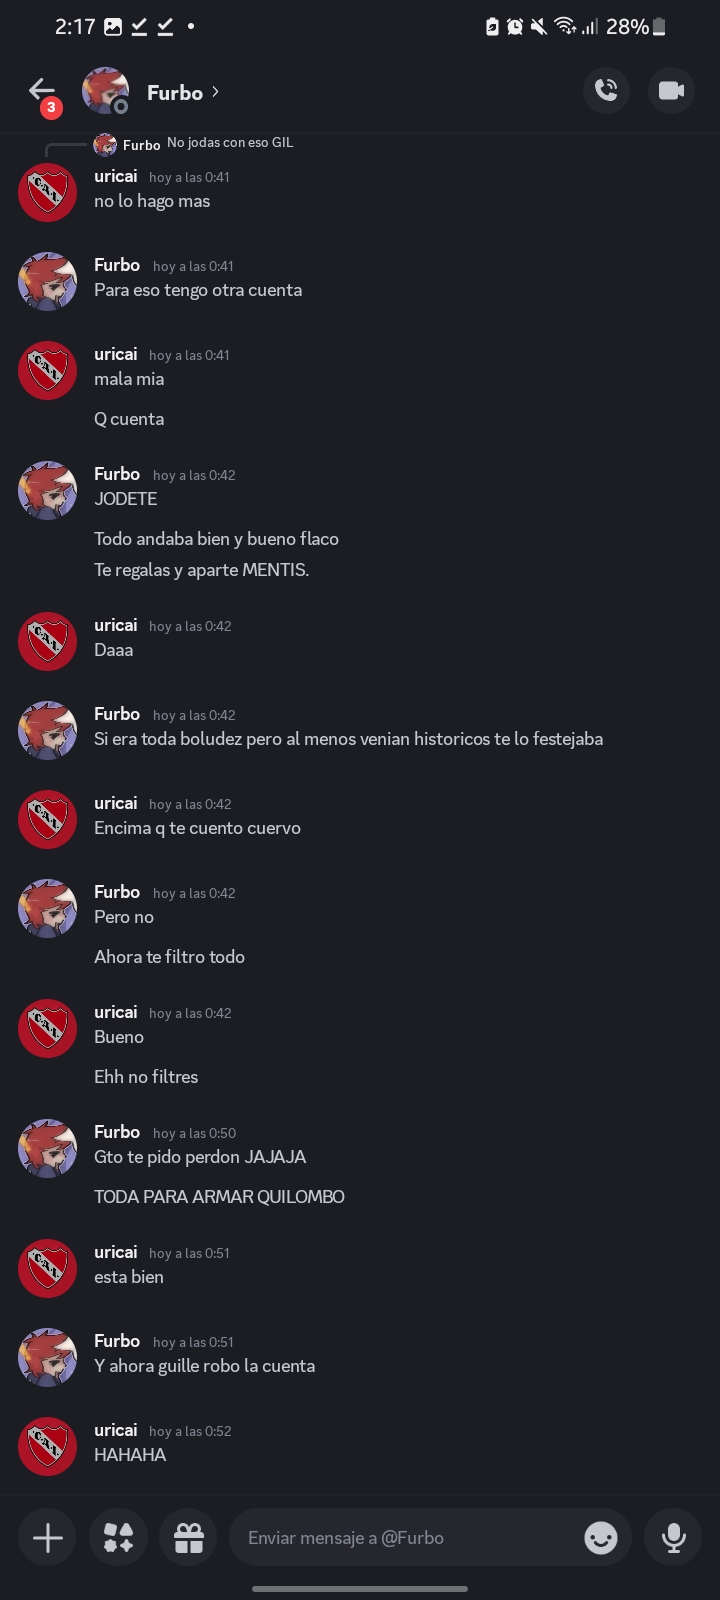 2:17
28%
3
Furbo
Furbo No jodas con eso GIL
uricai hoy a las 0:41
no lo hago mas
Furbo hoy a las 0:41
Para eso tengo otra cuenta
uricai hoy a las 0:41
mala mia
Q cuenta
Furbo hoy a las 0:42
JODETE
Todo andaba bien y bueno flaco
Te regalas y aparte MENTIS.
uricai hoy a las 0:42
Daaa
Furbo hoy a las 0:42
Si era toda boludez pero al menos venian historicos te lo festejaba
uricai hoy a las 0:42
Encima q te cuento cuervo
Furbo hoy a las 0:42
Pero no
Ahora te filtro todo
uricai hoy a las 0:42
Bueno
Ehh no filtres
Furbo hoy a las 0:50
Gto te pido perdon JAJAJA
TODA PARA ARMAR QUILOMBO
uricai hoy a las 0:51
esta bien
Furbo hoy a las 0:51
Y ahora guille robo la cuenta
uricai hoy a las 0:52
HAHAHA
Enviar mensaje a @Furbo